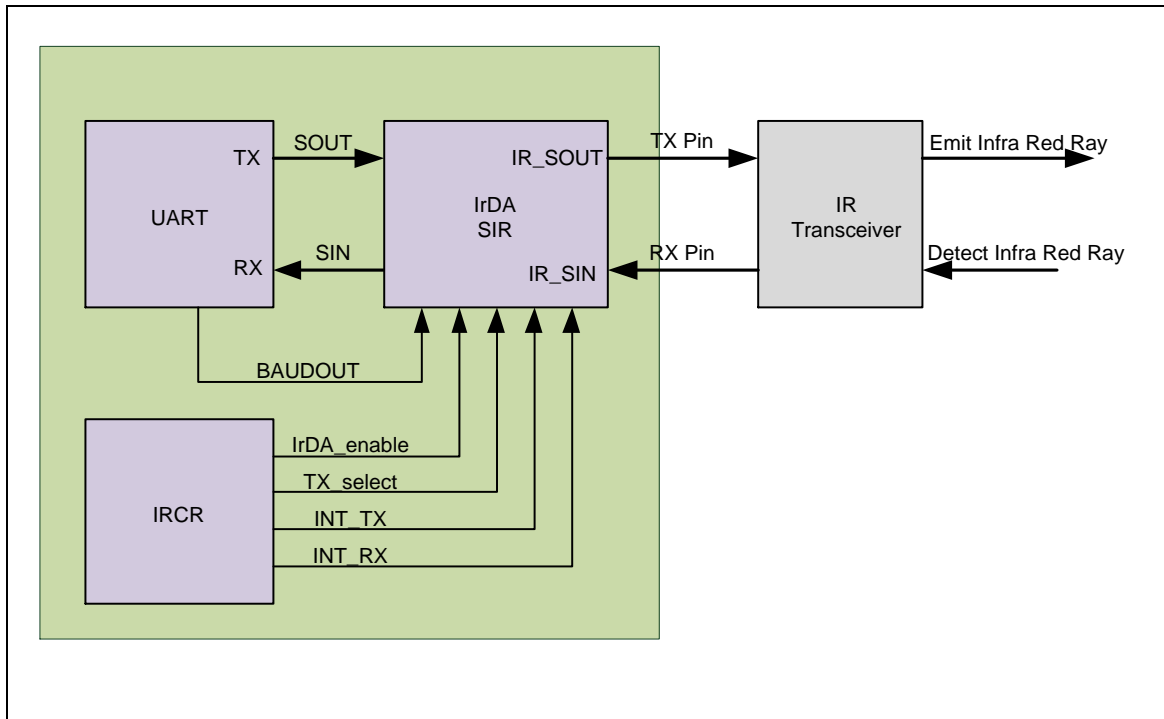 SOUT
TX
UART
RX
SIN
BAUDOUT
IR_SOUT
IrDA
SIR
IR_SIN
TX Pin
RX Pin
IR
Transceiver
Emit Infra Red Ray
Detect Infra Red Ray
IRCR
IrDA_enable
TX_select
INT_TX
INT_RX